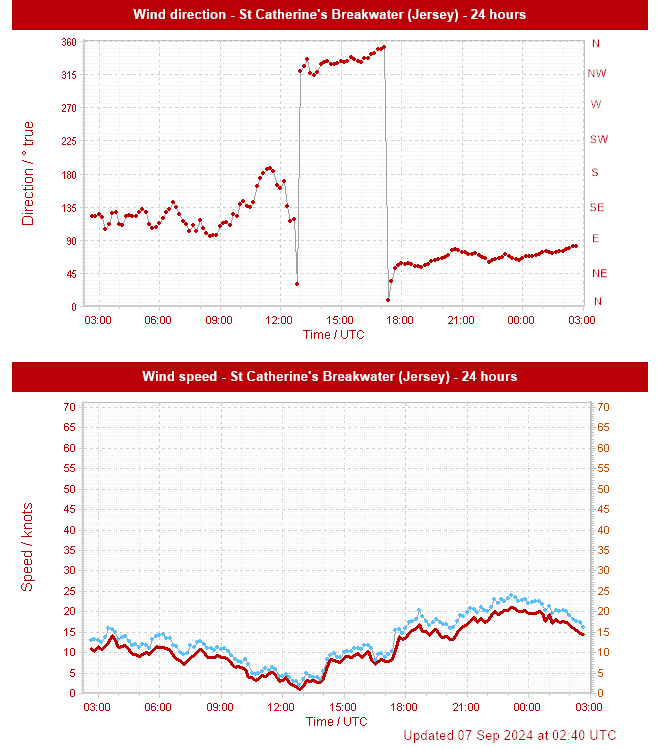 Wind direction - St Catherine's Breakwater (Jersey) - 24 hours
360 N
315 NW
270 W
225 SW
180 S
135 SE
90 E
45 NE
0 N
Direction / ° true
03:00 06:00 09:00 12:00 15:00 18:00 21:00 00:00 03:00
Time / UTC
Wind speed - St Catherine's Breakwater (Jersey) - 24 hours
70 70
65 65
60 60
55 55
50 50
45 45
40 40
35 35
30 30
25 25
20 20
15 15
10 10
5 5
0 0
Speed / knots
03:00 06:00 09:00 12:00 15:00 18:00 21:00 00:00 03:00
Time / UTC
Updated 07 Sep 2024 at 02:40 UTC